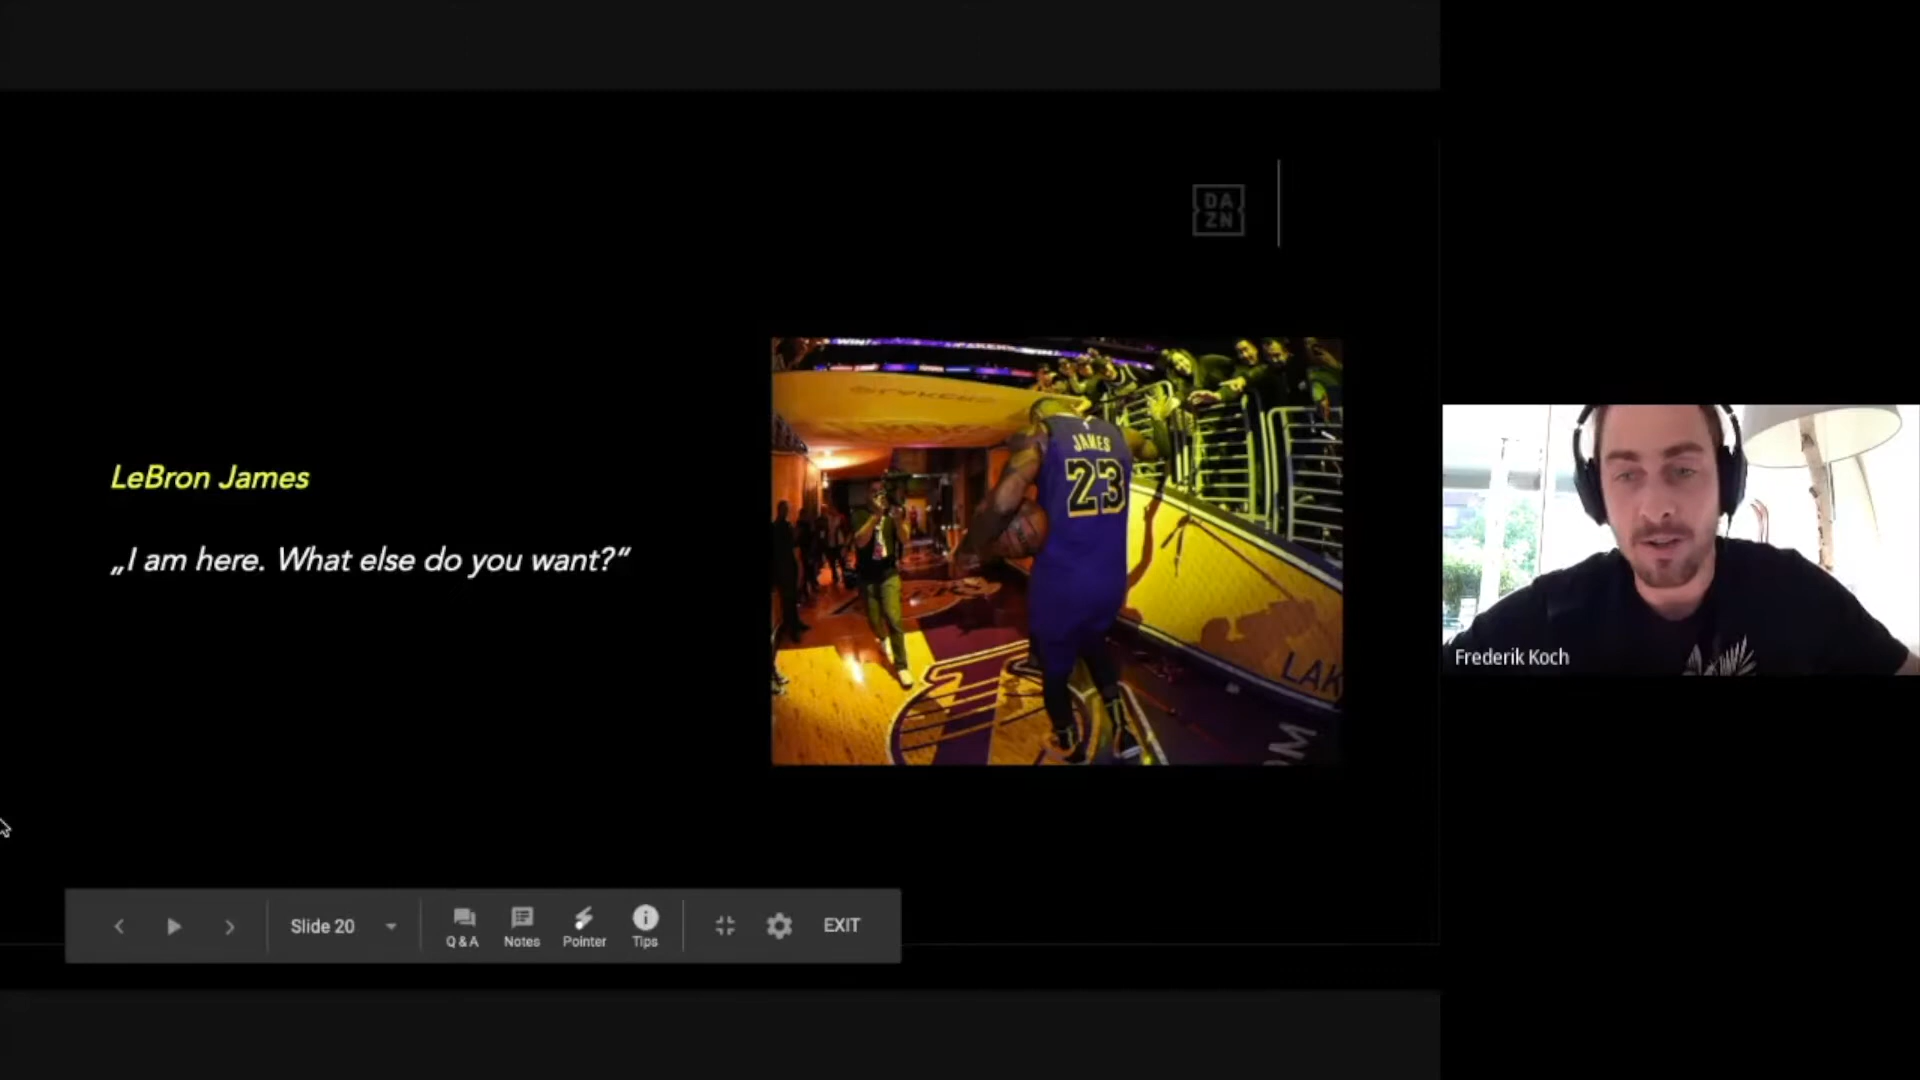 DA
ZN
LeBron James
„I am here. What else do you want?“
JAMES
23
LAK
OM
Frederik Koch
Slide 20
Q & A
Notes
Pointer
Tips
EXIT